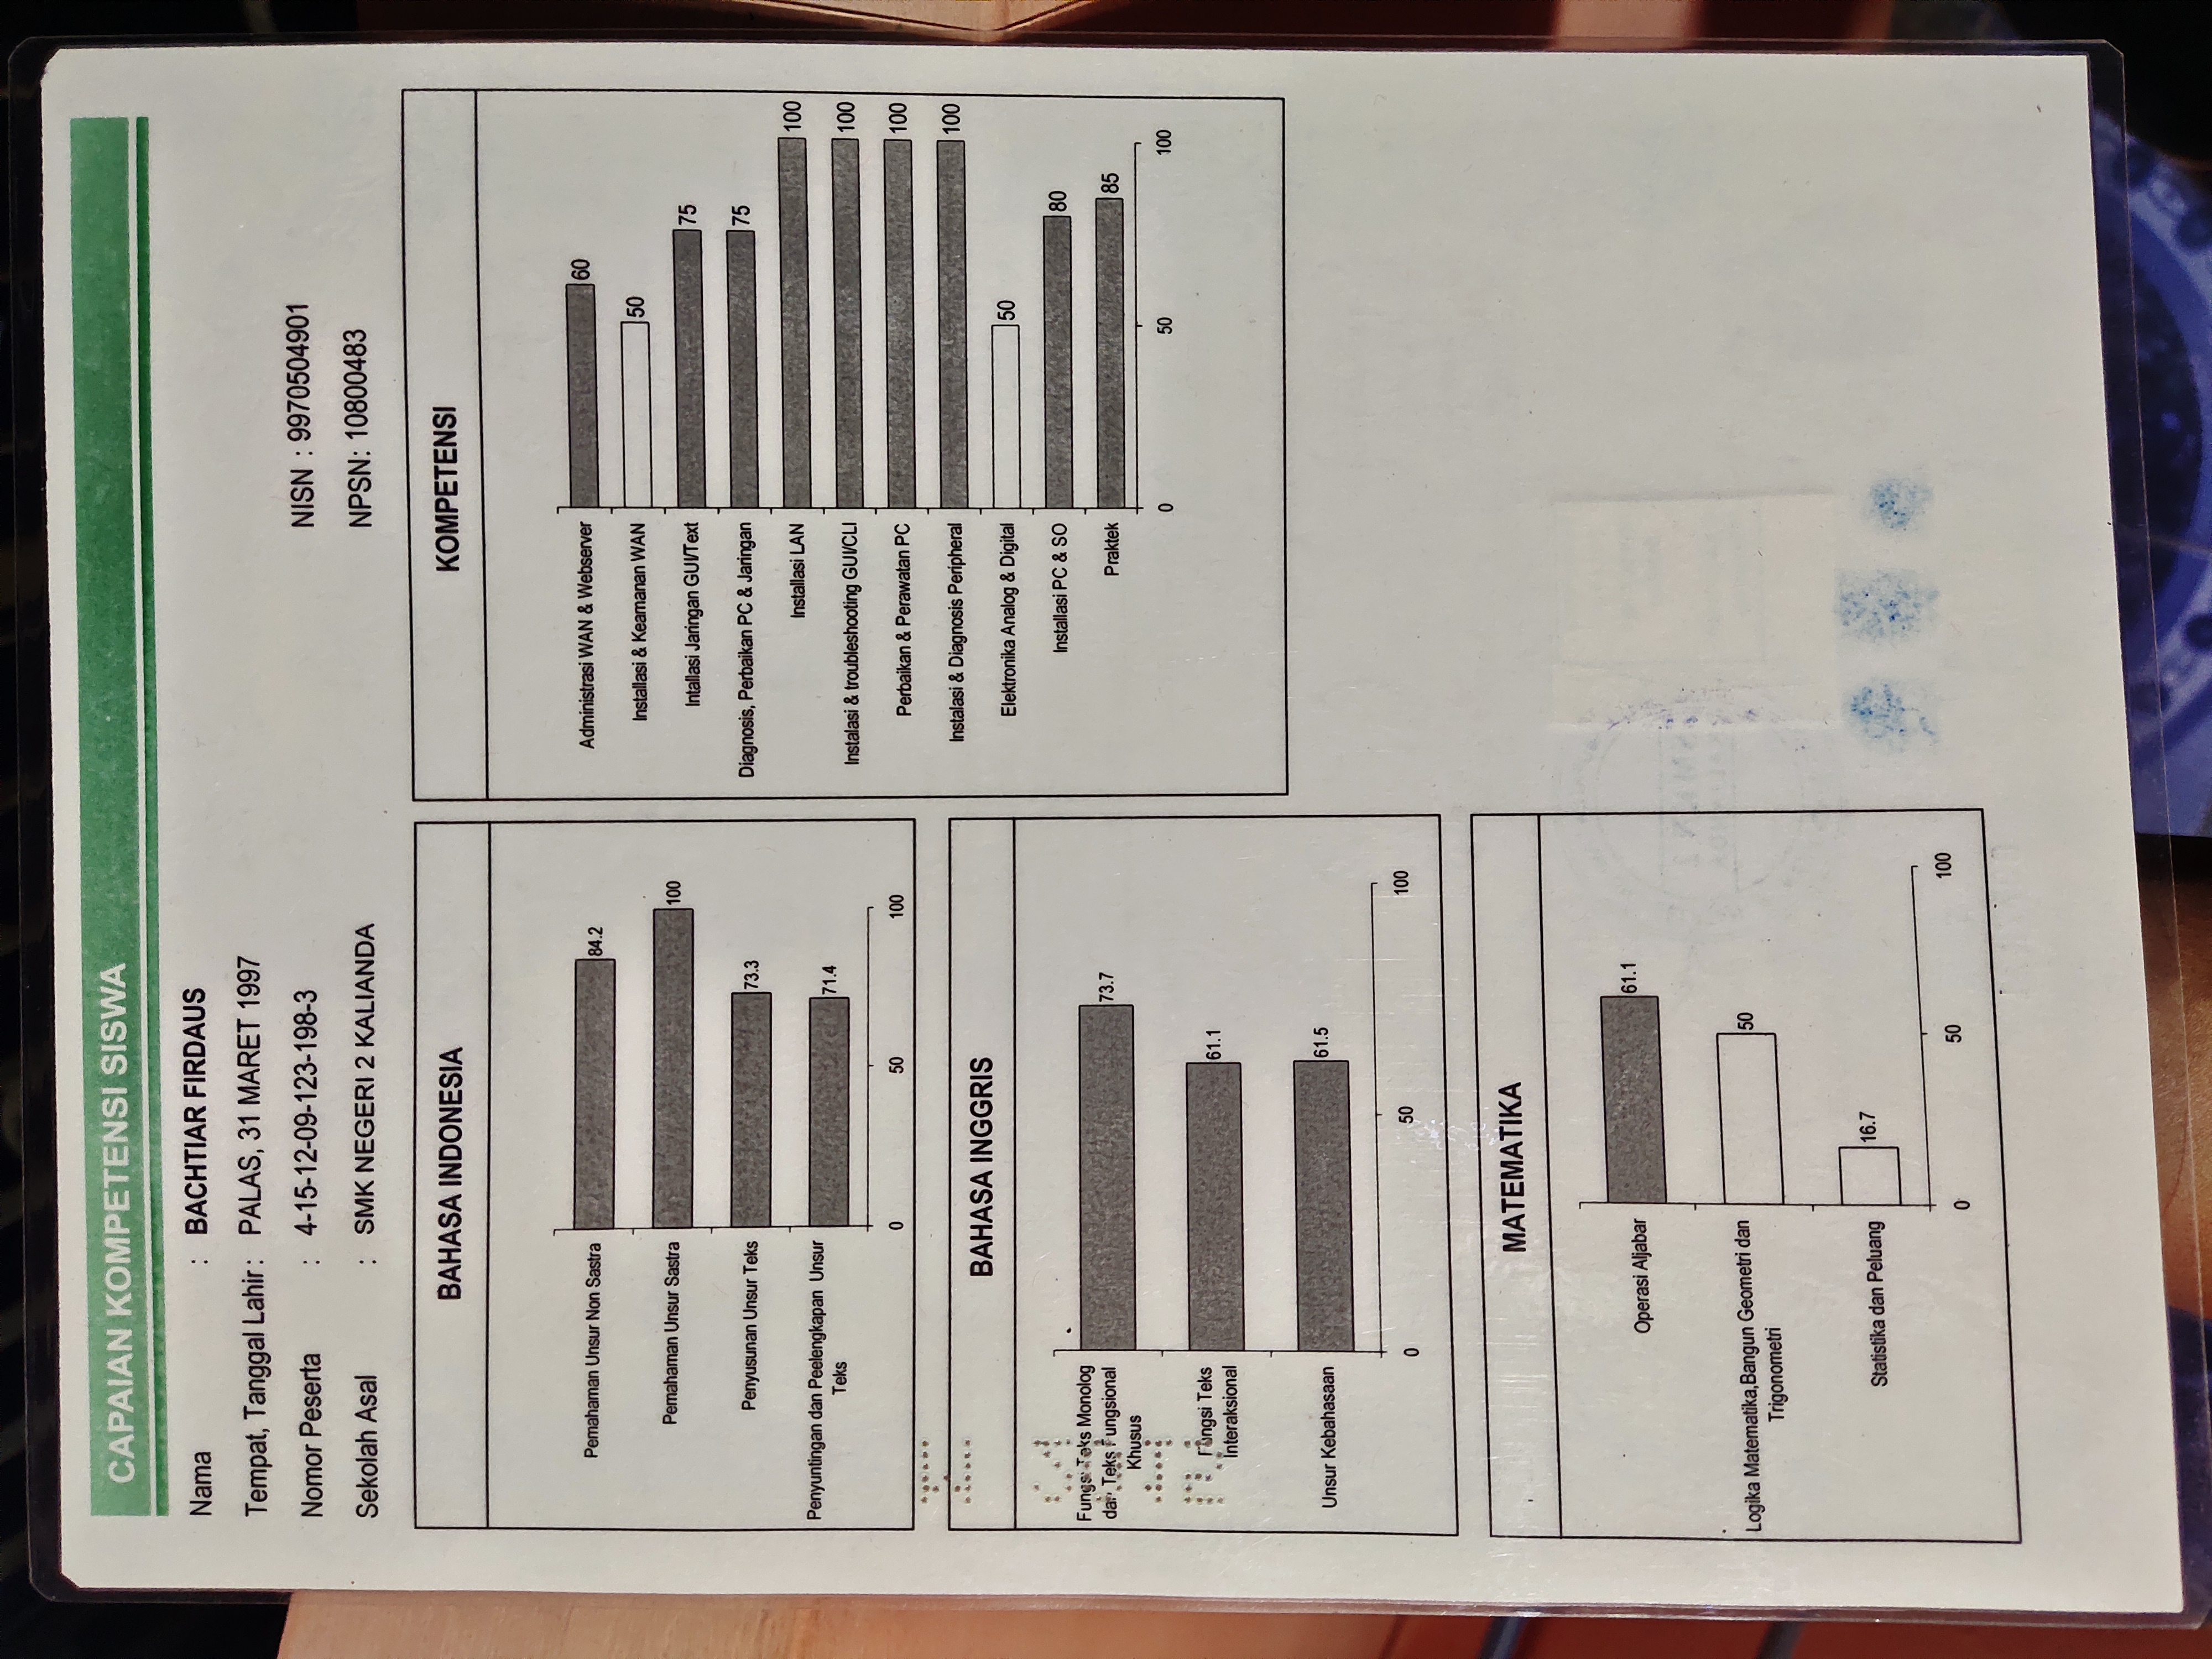 CAPAIAN KOMPETENSI SISWA
Nama : BACHTIAR FIRDAUS
Tempat, Tanggal Lahir : PALAS, 31 MARET 1997
Nomor Peserta : 4-15-12-09-123-198-3
NISN : 9970504901
Sekolah Asal : SMK NEGERI 2 KALIANDA
NPSN: 10800483
BAHASA INDONESIA
Pemahaman Unsur Non Sastra 84.2
Pemahaman Unsur Sastra 100
Penyusunan Unsur Teks 73.3
Penyuntingan dan Peelengkapan Unsur
Teks 71.4
0 50 100
BAHASA INGGRIS
Fungsi Teks Monolog
dan Teks Fungsional
Khusus 73.7
Fungsi Teks
Interaksional 61.1
Unsur Kebahasaan 61.5
0 50 100
MATEMATIKA
Operasi Aljabar 61.1
Logika Matematika,Bangun Geometri dan
Trigonometri 50
Statistika dan Peluang 16.7
0 50 100
KOMPETENSI
Administrasi WAN & Webserver 60
Installasi & Keamanan WAN 50
Intallasi Jaringan GUI/Text 75
Diagnosis, Perbaikan PC & Jaringan 75
Installasi LAN 100
Instalasi & troubleshooting GUI/CLI 100
Perbaikan & Perawatan PC 100
Instalasi & Diagnosis Peripheral 100
Elektronika Analog & Digital 50
Installasi PC & SO 80
Praktek 85
0 50 100